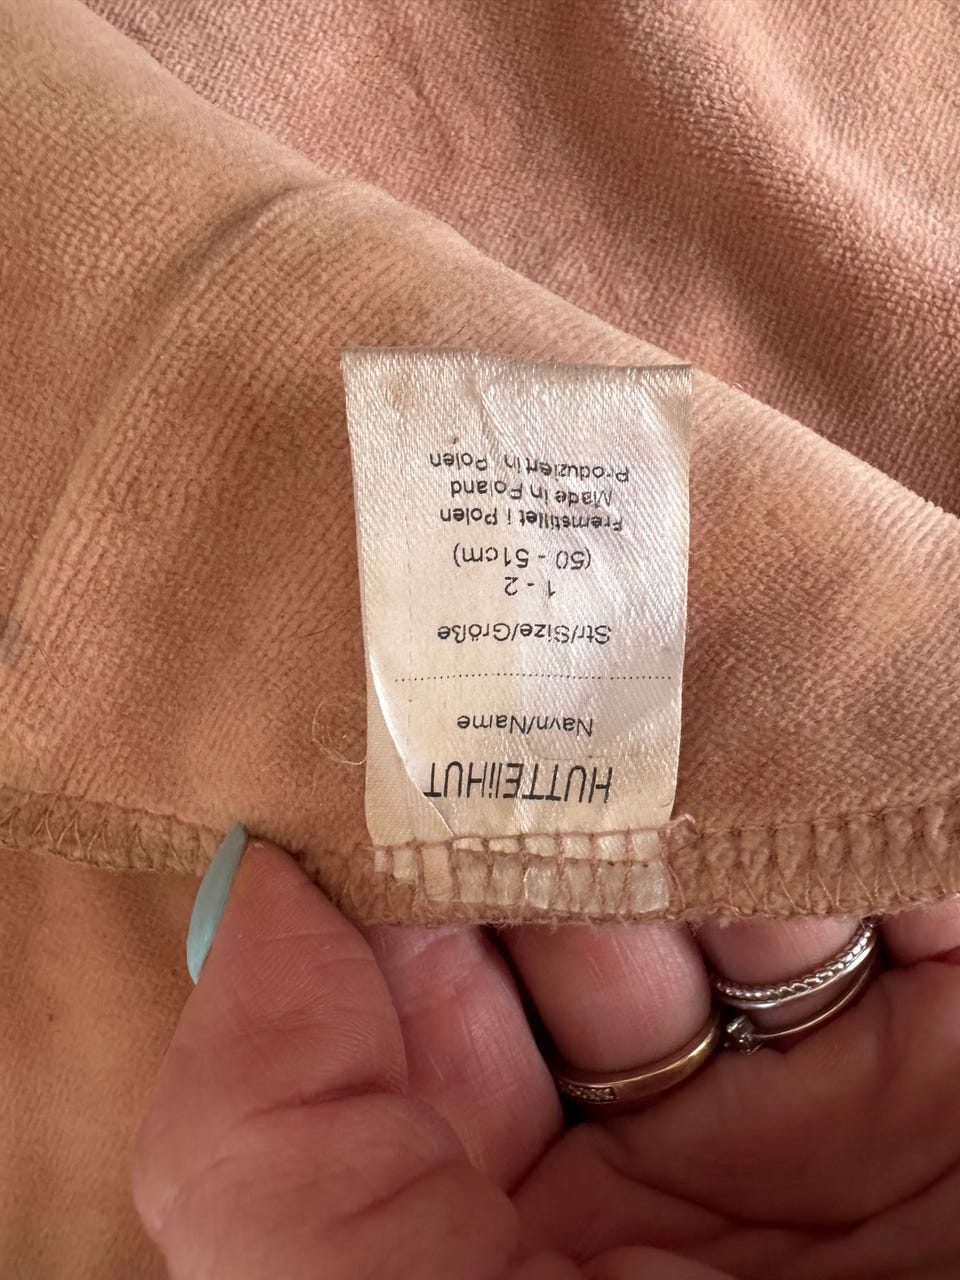 HUTTEliHUT
Navn/Name
Str/Size/Größe
1 - 2
(50 - 51cm)
Fremstillet i Polen
Made in Poland
Produziert in Polen